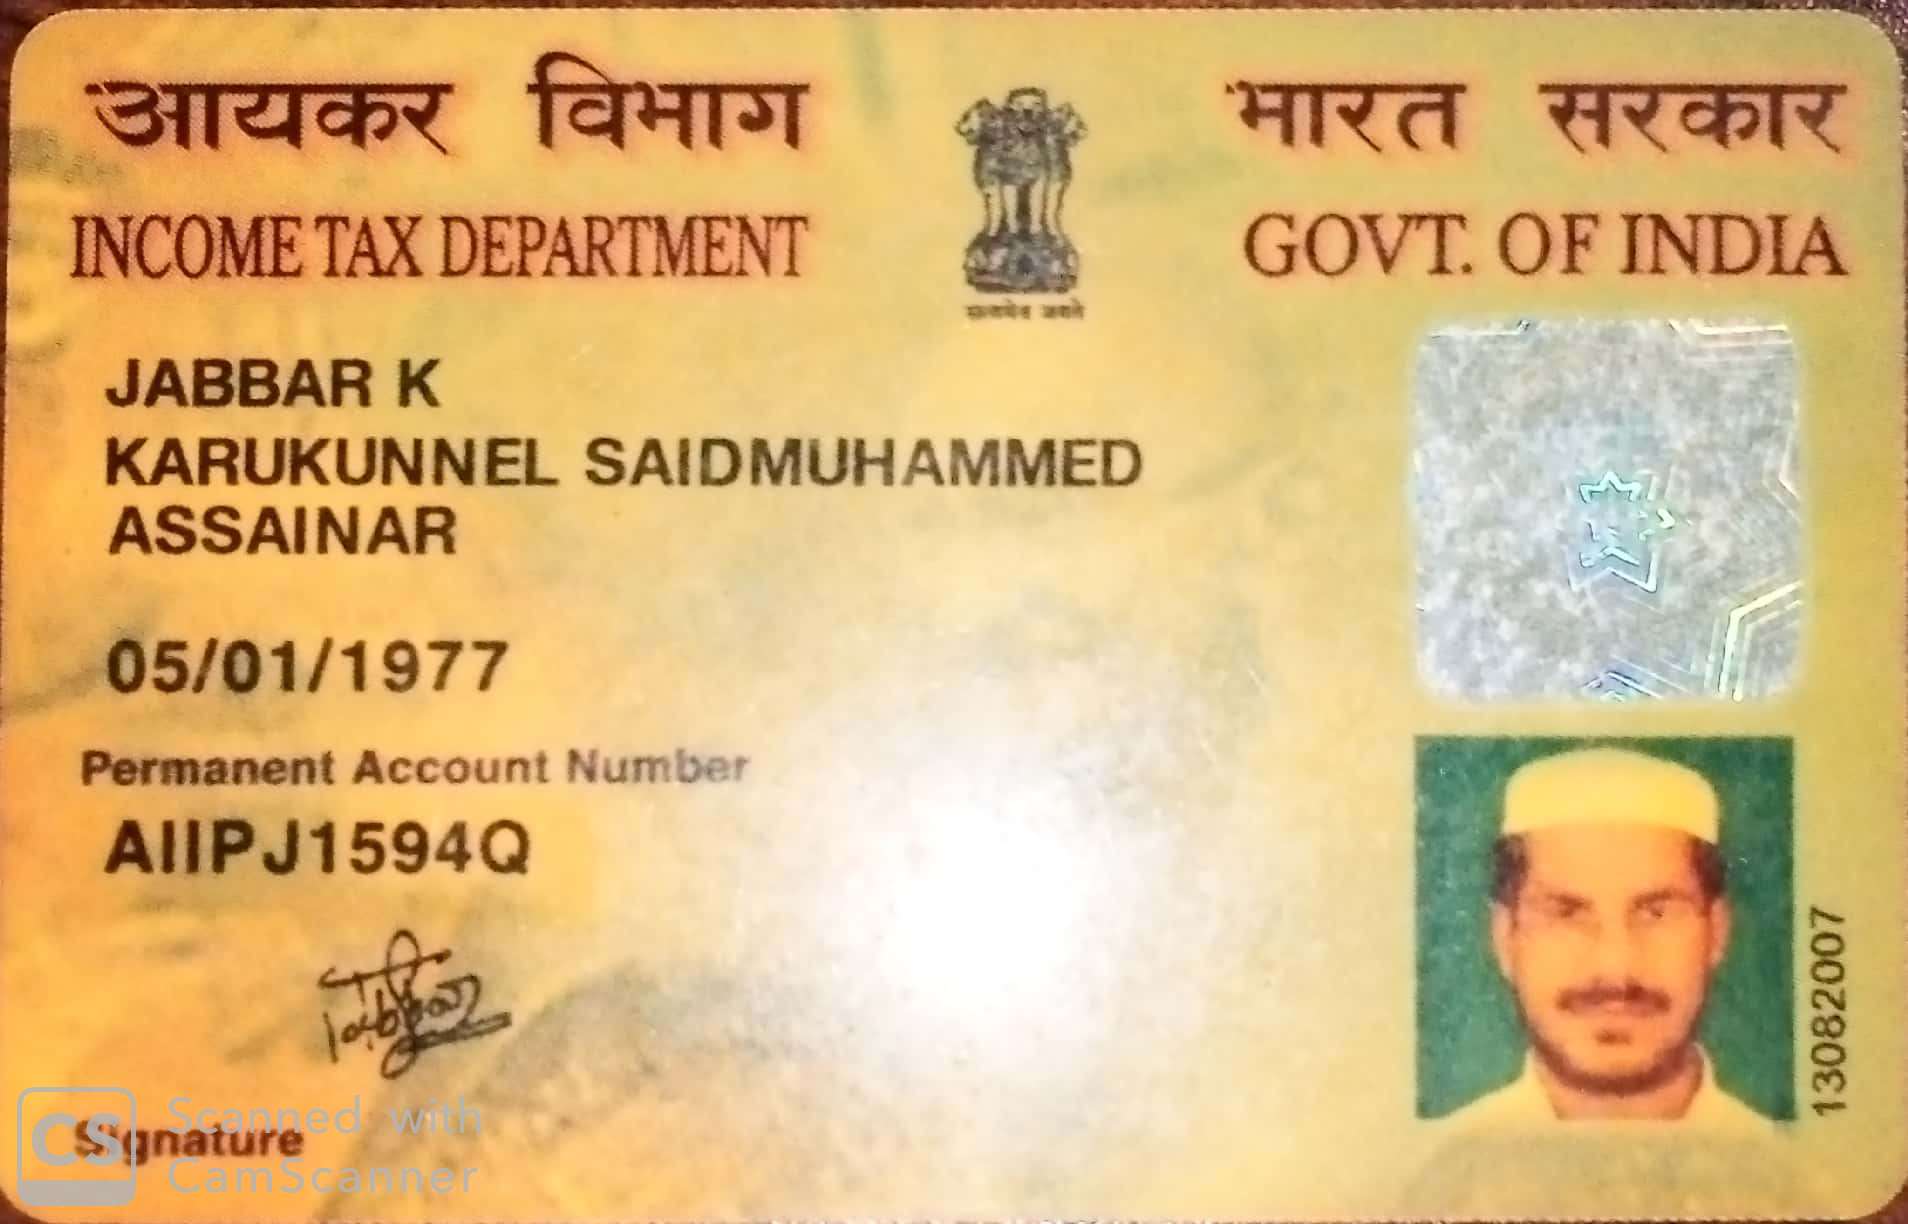 आयकर विभाग
INCOME TAX DEPARTMENT
भारत सरकार
GOVT. OF INDIA
सत्यमेव जयते
JABBAR K
KARUKUNNEL SAIDMUHAMMED
ASSAINAR
05/01/1977
Permanent Account Number
AIIPJ1594Q
Jabbar
Signature
13082007
CS
Scanned with
CamScanner